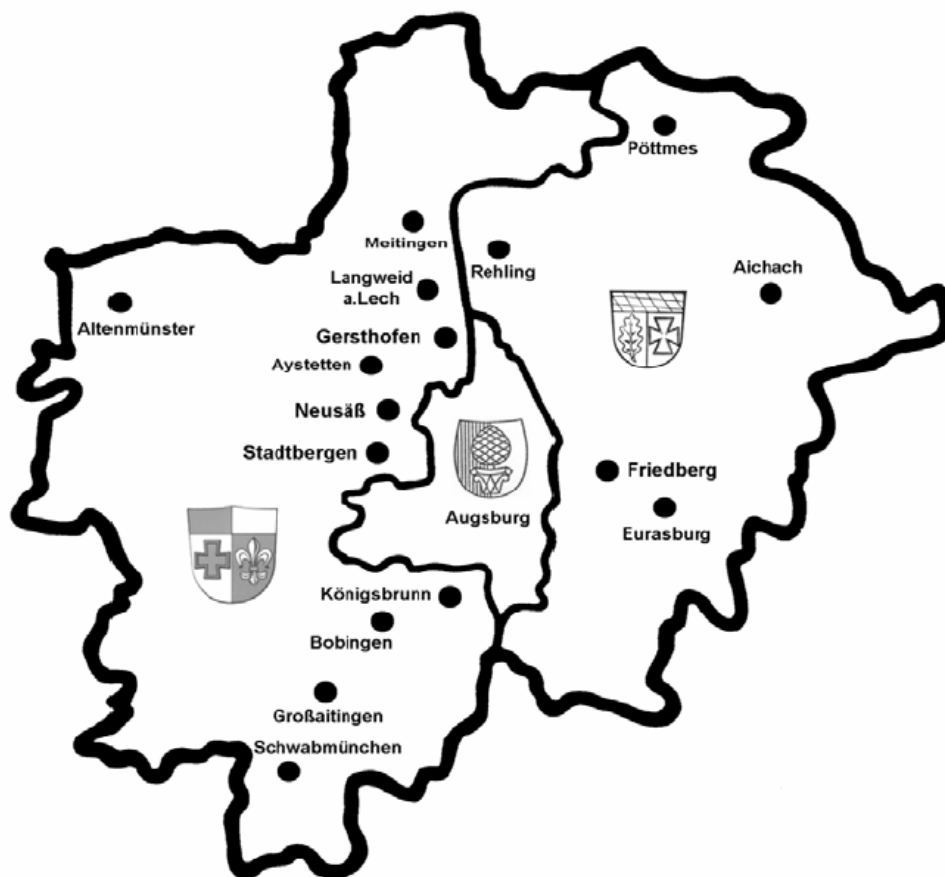 Pöttmes
Meitingen
Rehling
Aichach
Langweid
a.Lech
Altenmünster
Gersthofen
Aystetten
Neusäß
Stadtbergen
Friedberg
Augsburg
Eurasburg
Königsbrunn
Bobingen
Großaitingen
Schwabmünchen